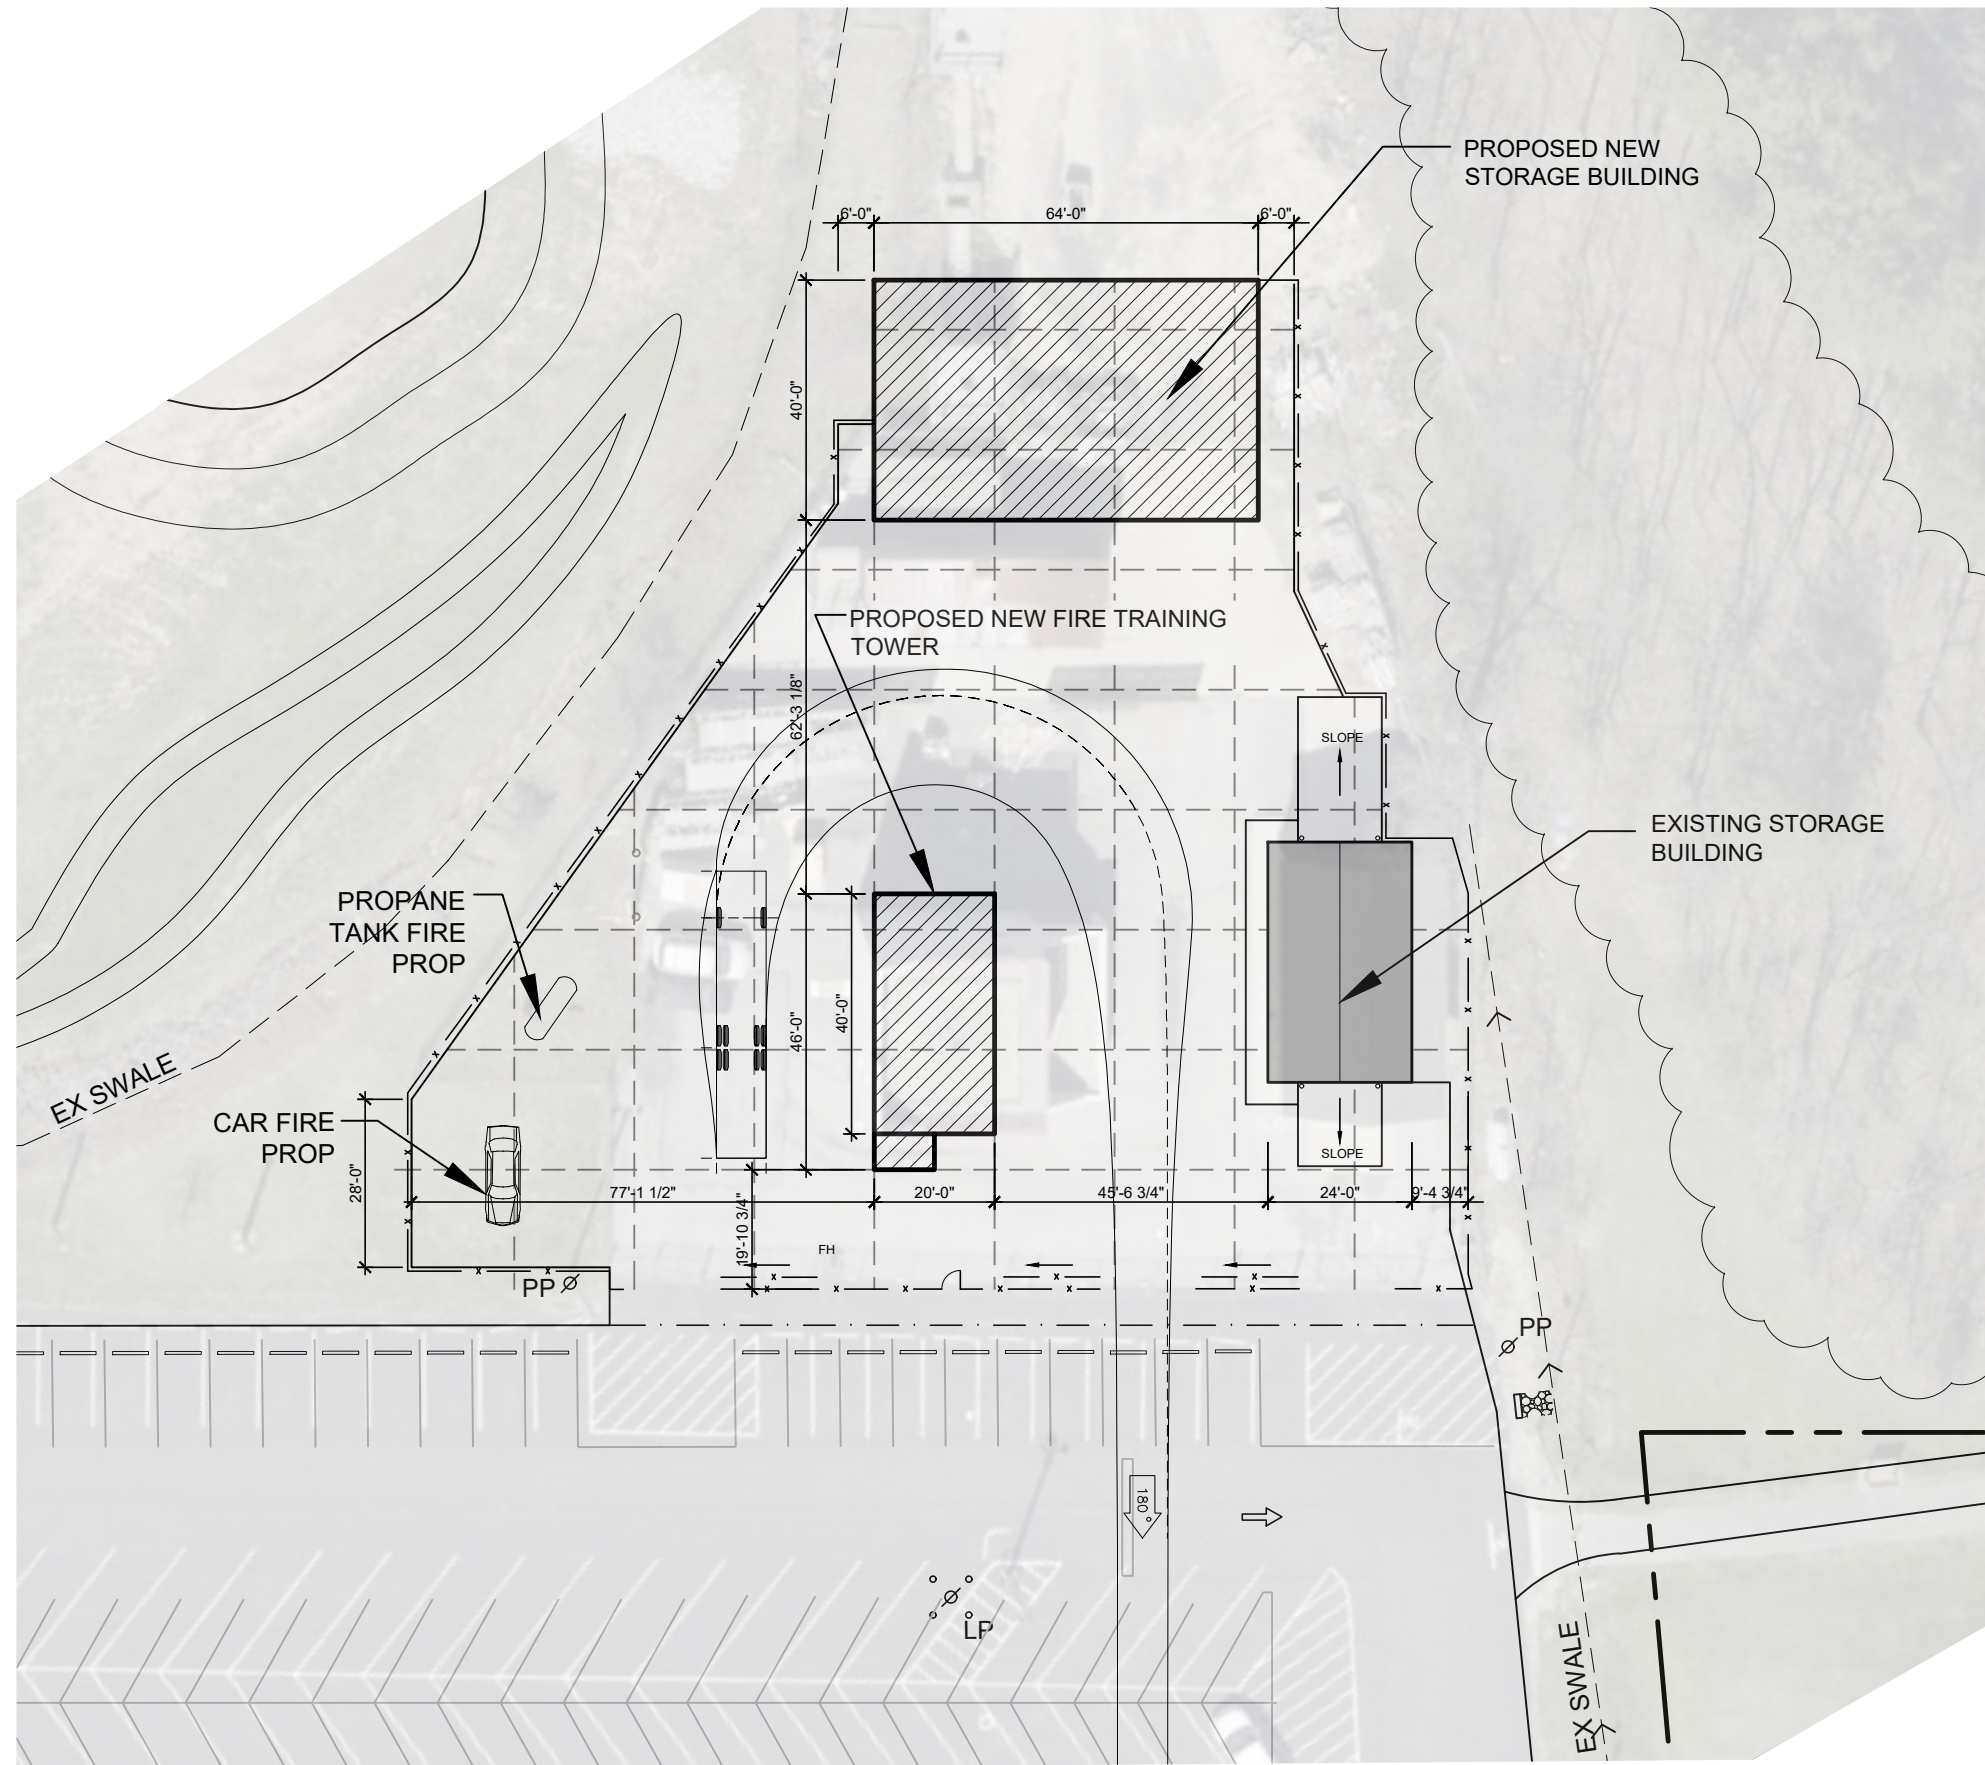 PROPOSED NEW
STORAGE BUILDING
6'-0"
64'-0"
6'-0"
40'-0"
PROPOSED NEW FIRE TRAINING
TOWER
62'-3 1/8"
SLOPE
EXISTING STORAGE
BUILDING
PROPANE
TANK FIRE
PROP
40'-0"
46'-0"
EX SWALE
CAR FIRE
PROP
28'-0"
SLOPE
77'-1 1/2"
20'-0"
45'-6 3/4"
24'-0"
9'-4 3/4"
19'-10 3/4"
FH
PP
PP
180°
LP
EX SWALE